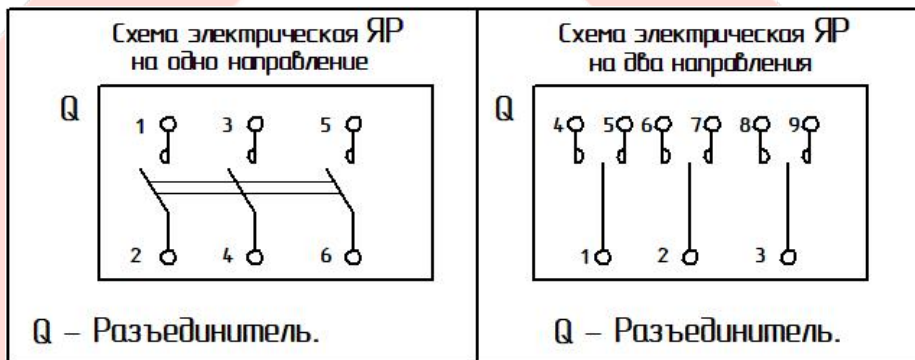 Схема электрическая ЯР
на одно направление
Q
1 3 5
2 4 6
Q – Разъединитель.
Схема электрическая ЯР
на два направления
Q
4 5 6 7 8 9
1 2 3
Q – Разъединитель.